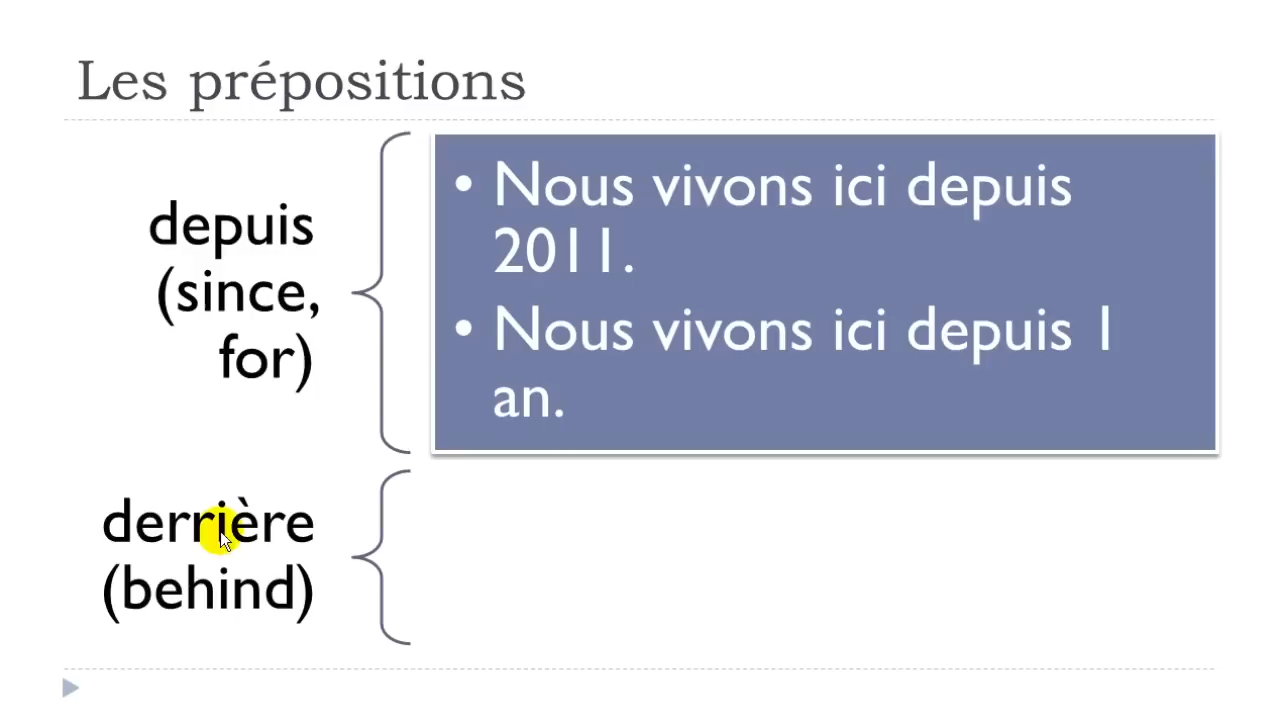 Les prépositions
depuis
(since,
for)
• Nous vivons ici depuis
2011.
• Nous vivons ici depuis 1
an.
derrière
(behind)